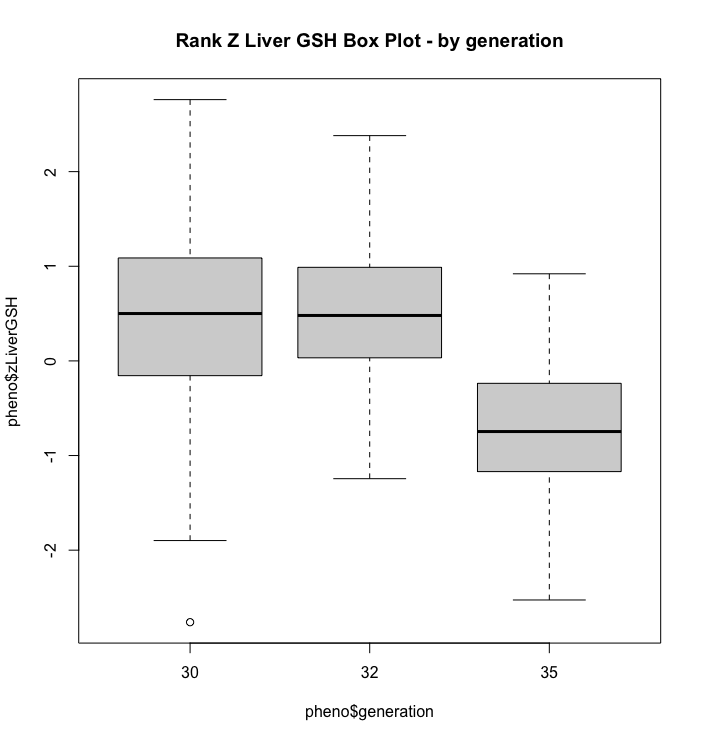 Rank Z Liver GSH Box Plot - by generation
pheno$zLiverGSH
2
1
0
-1
-2
30 32 35
pheno$generation